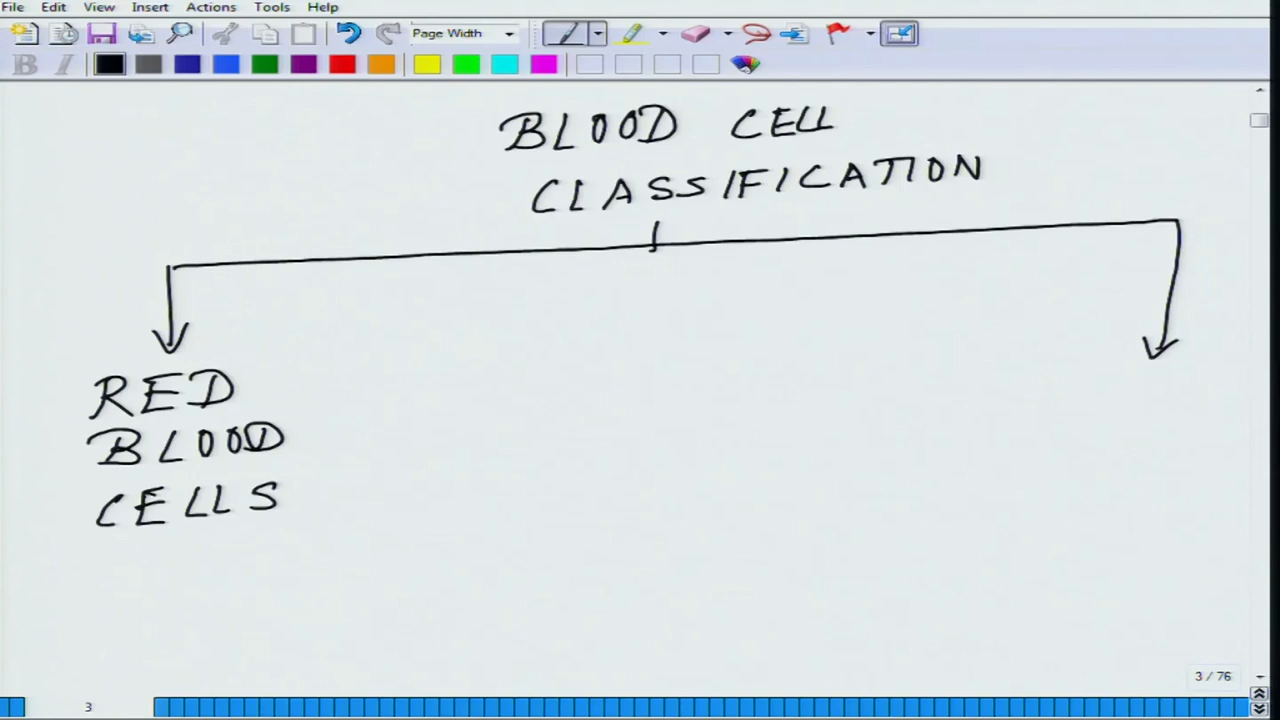 File Edit View Insert Actions Tools Help
Page Width
B I
BLOOD CELL
CLASSIFICATION
RED
BLOOD
CELLS
3 / 76
3